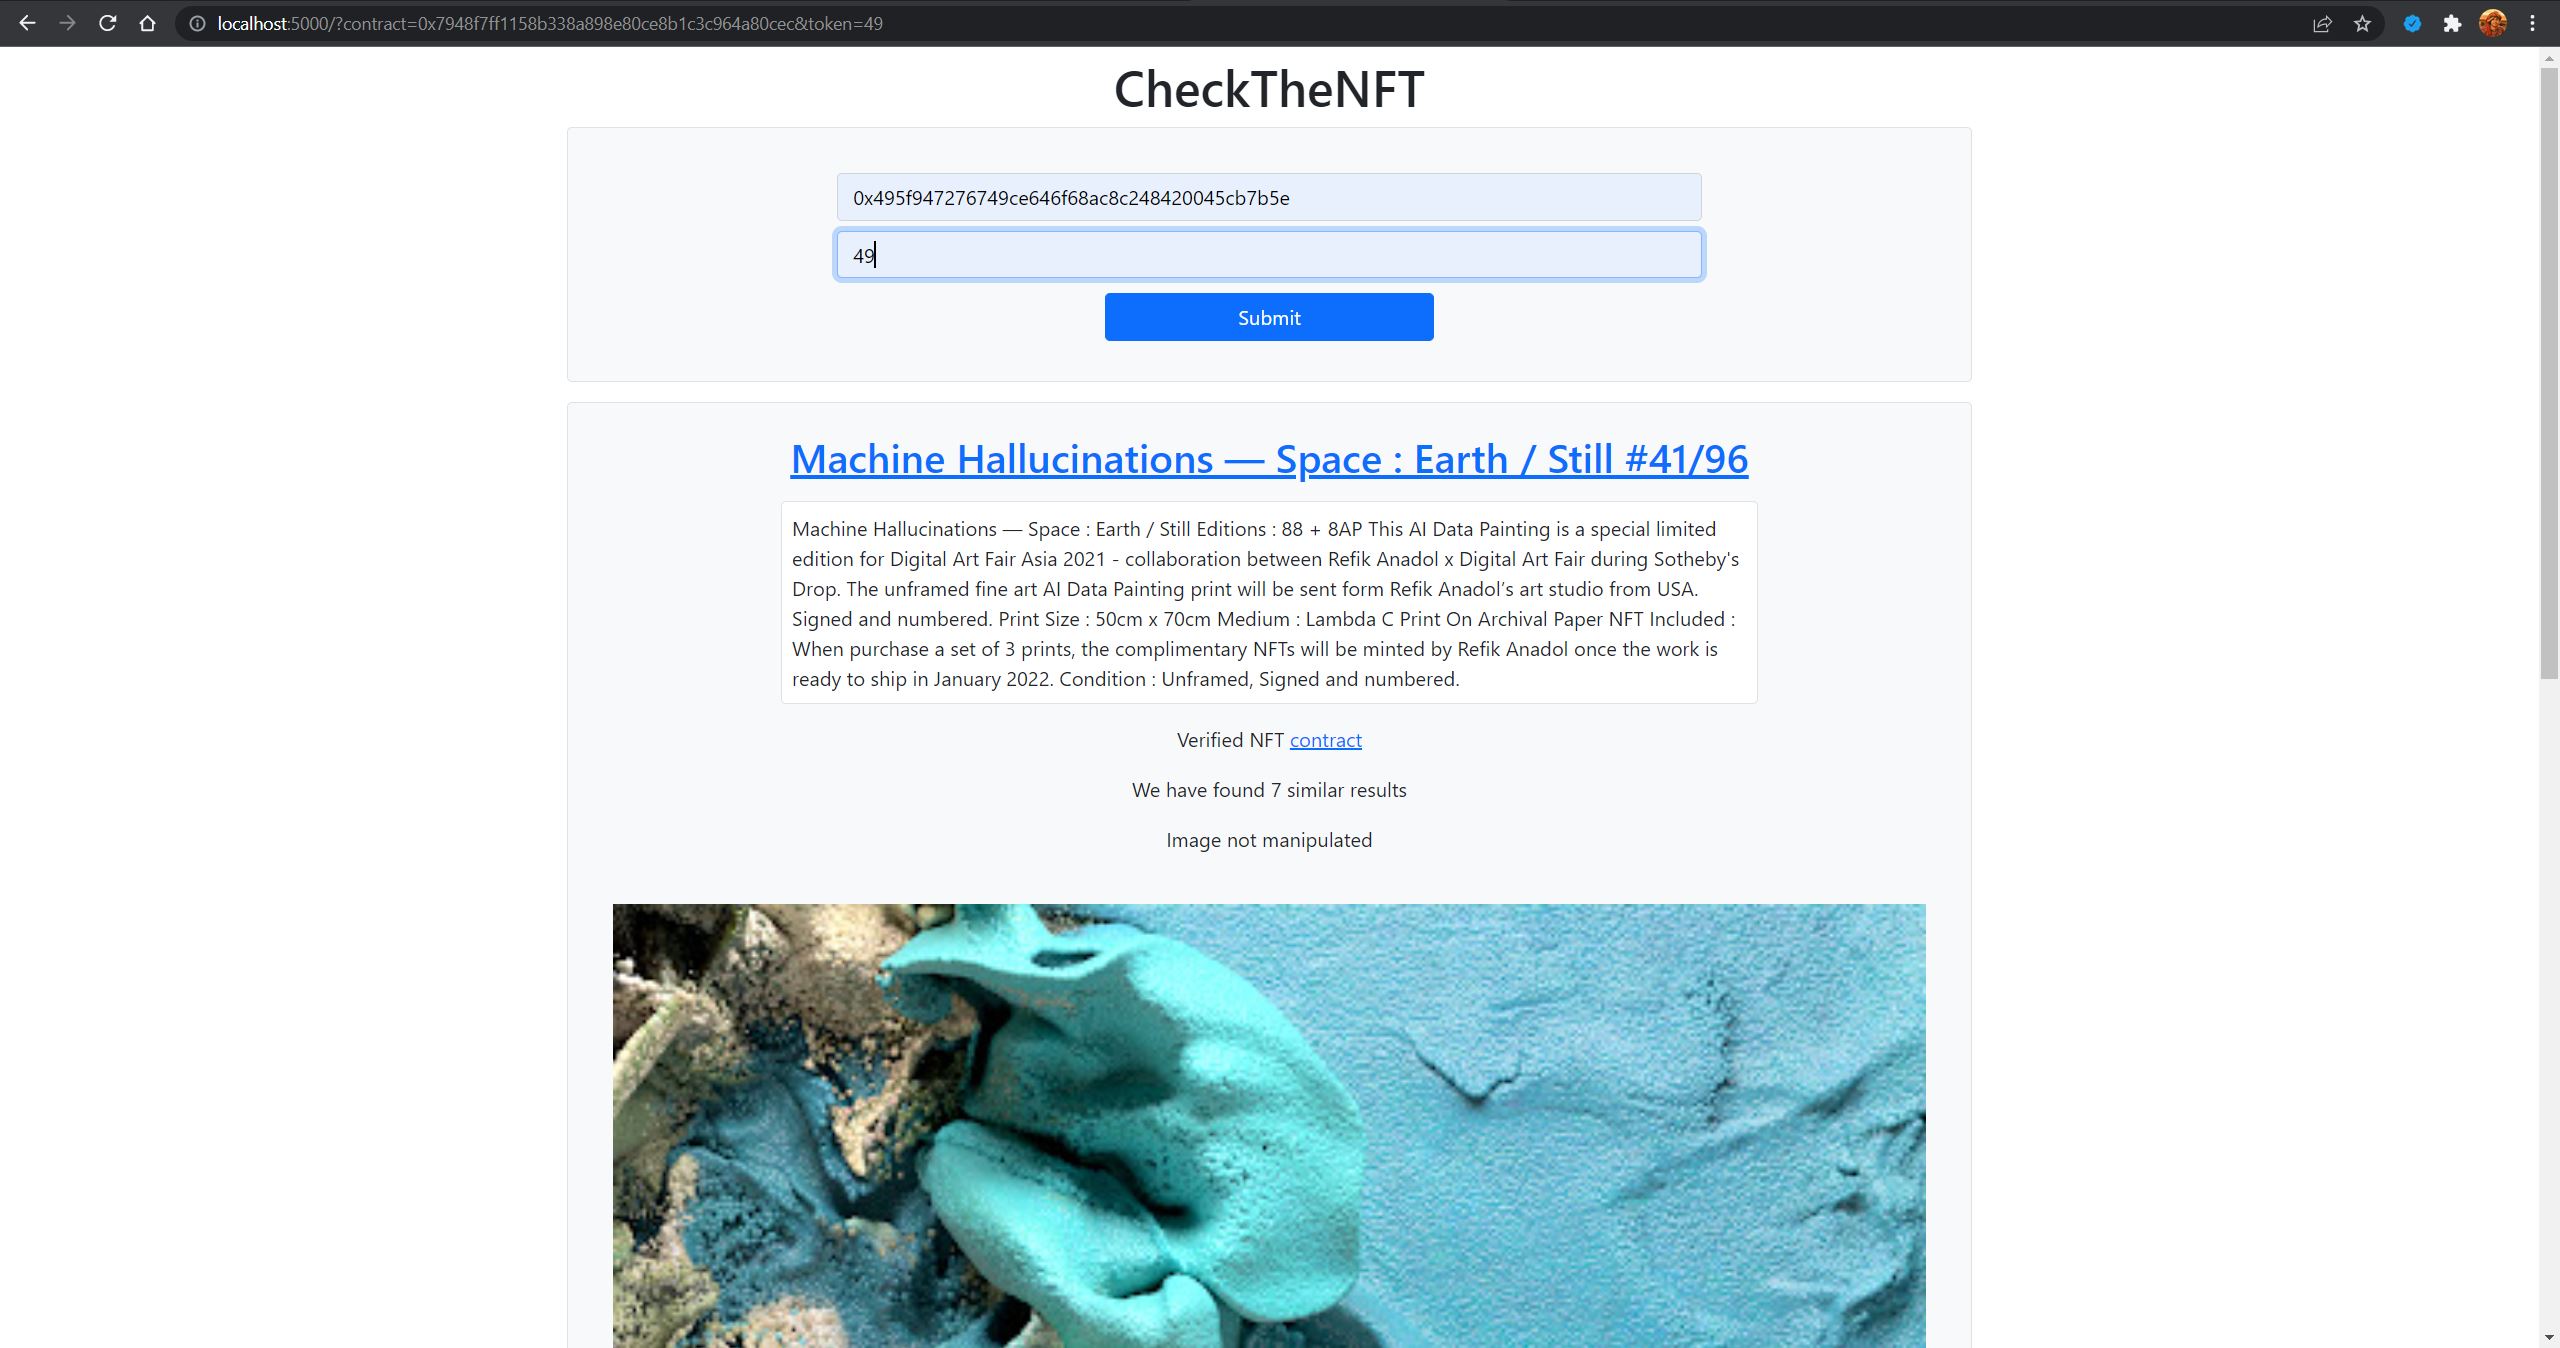 localhost:5000/?contract=0x7948f7ff1158b338a898e80ce8b1c3c964a80cec&token=49
CheckTheNFT
0x495f947276749ce646f68ac8c248420045cb7b5e
49
Submit
Machine Hallucinations — Space : Earth / Still #41/96
Machine Hallucinations — Space : Earth / Still Editions : 88 + 8AP This AI Data Painting is a special limited
edition for Digital Art Fair Asia 2021 - collaboration between Refik Anadol x Digital Art Fair during Sotheby's
Drop. The unframed fine art AI Data Painting print will be sent form Refik Anadol’s art studio from USA.
Signed and numbered. Print Size : 50cm x 70cm Medium : Lambda C Print On Archival Paper NFT Included :
When purchase a set of 3 prints, the complimentary NFTs will be minted by Refik Anadol once the work is
ready to ship in January 2022. Condition : Unframed, Signed and numbered.
Verified NFT contract
We have found 7 similar results
Image not manipulated